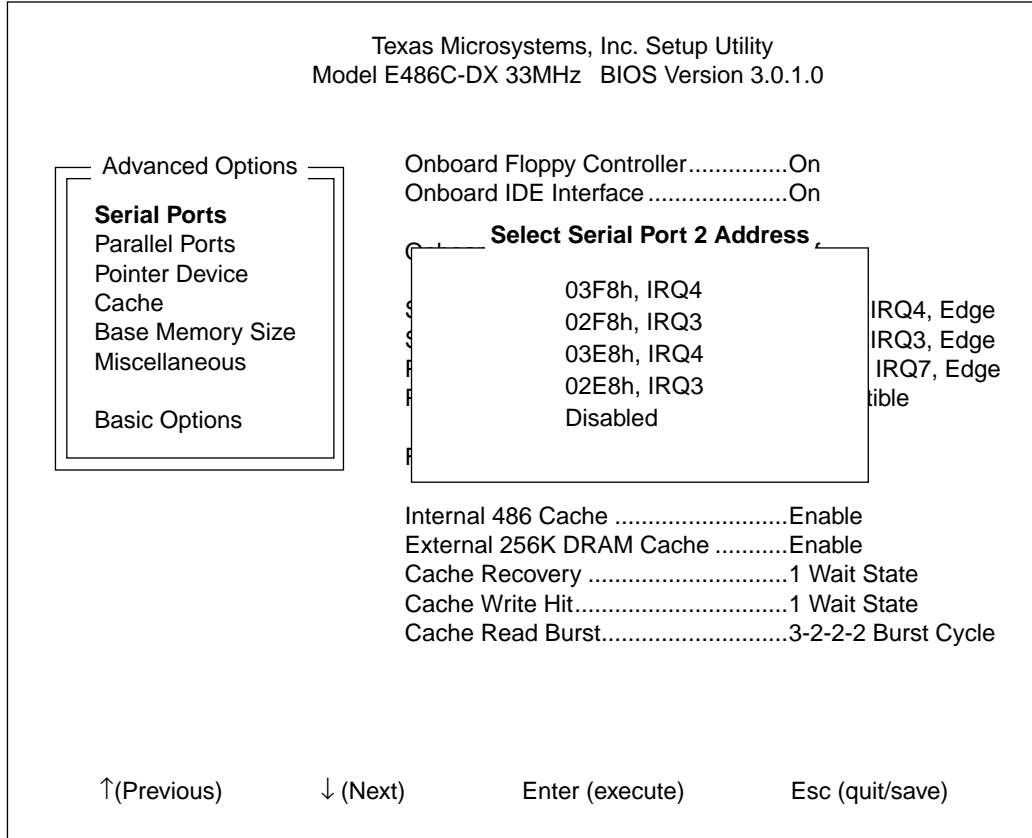 Texas Microsystems, Inc. Setup Utility
Model E486C-DX 33MHz BIOS Version 3.0.1.0
Advanced Options
Serial Ports
Parallel Ports
Pointer Device
Cache
Base Memory Size
Miscellaneous
Basic Options
Onboard Floppy Controller...............On
Onboard IDE Interface .....................On
Select Serial Port 2 Address
03F8h, IRQ4
02F8h, IRQ3
03E8h, IRQ4
02E8h, IRQ3
Disabled
IRQ4, Edge
IRQ3, Edge
IRQ7, Edge
Internal 486 Cache ..........................Enable
External 256K DRAM Cache ...........Enable
Cache Recovery ..............................1 Wait State
Cache Write Hit................................1 Wait State
Cache Read Burst............................3-2-2-2 Burst Cycle
↑(Previous) ↓ (Next) Enter (execute) Esc (quit/save)